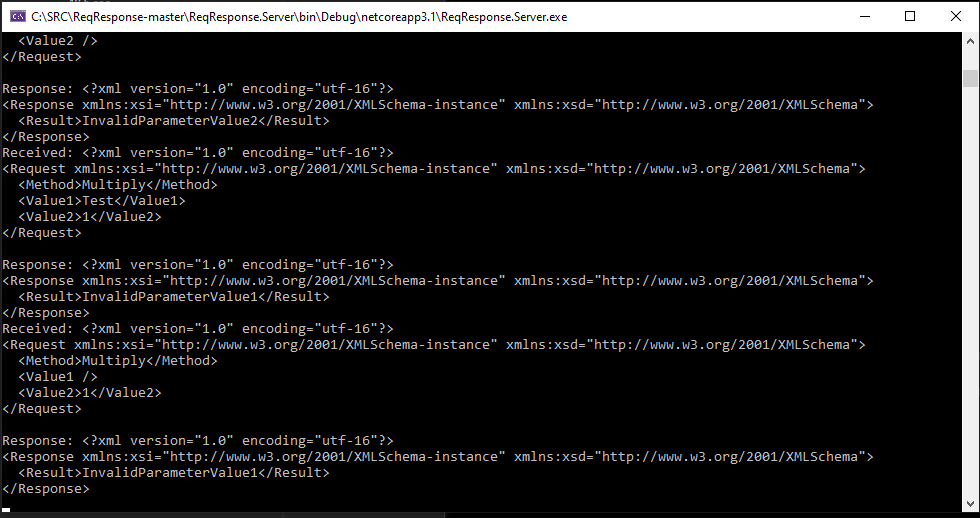 C:\SRC\ReqResponse-master\ReqResponse.Server\bin\Debug\netcoreapp3.1\ReqResponse.Server.exe
  <Value2 />
</Request>

Response: <?xml version="1.0" encoding="utf-16"?>
<Response xmlns:xsi="http://www.w3.org/2001/XMLSchema-instance" xmlns:xsd="http://www.w3.org/2001/XMLSchema">
  <Result>InvalidParameterValue2</Result>
</Response>
Received: <?xml version="1.0" encoding="utf-16"?>
<Request xmlns:xsi="http://www.w3.org/2001/XMLSchema-instance" xmlns:xsd="http://www.w3.org/2001/XMLSchema">
  <Method>Multiply</Method>
  <Value1>Test</Value1>
  <Value2>1</Value2>
</Request>

Response: <?xml version="1.0" encoding="utf-16"?>
<Response xmlns:xsi="http://www.w3.org/2001/XMLSchema-instance" xmlns:xsd="http://www.w3.org/2001/XMLSchema">
  <Result>InvalidParameterValue1</Result>
</Response>
Received: <?xml version="1.0" encoding="utf-16"?>
<Request xmlns:xsi="http://www.w3.org/2001/XMLSchema-instance" xmlns:xsd="http://www.w3.org/2001/XMLSchema">
  <Method>Multiply</Method>
  <Value1 />
  <Value2>1</Value2>
</Request>

Response: <?xml version="1.0" encoding="utf-16"?>
<Response xmlns:xsi="http://www.w3.org/2001/XMLSchema-instance" xmlns:xsd="http://www.w3.org/2001/XMLSchema">
  <Result>InvalidParameterValue1</Result>
</Response>